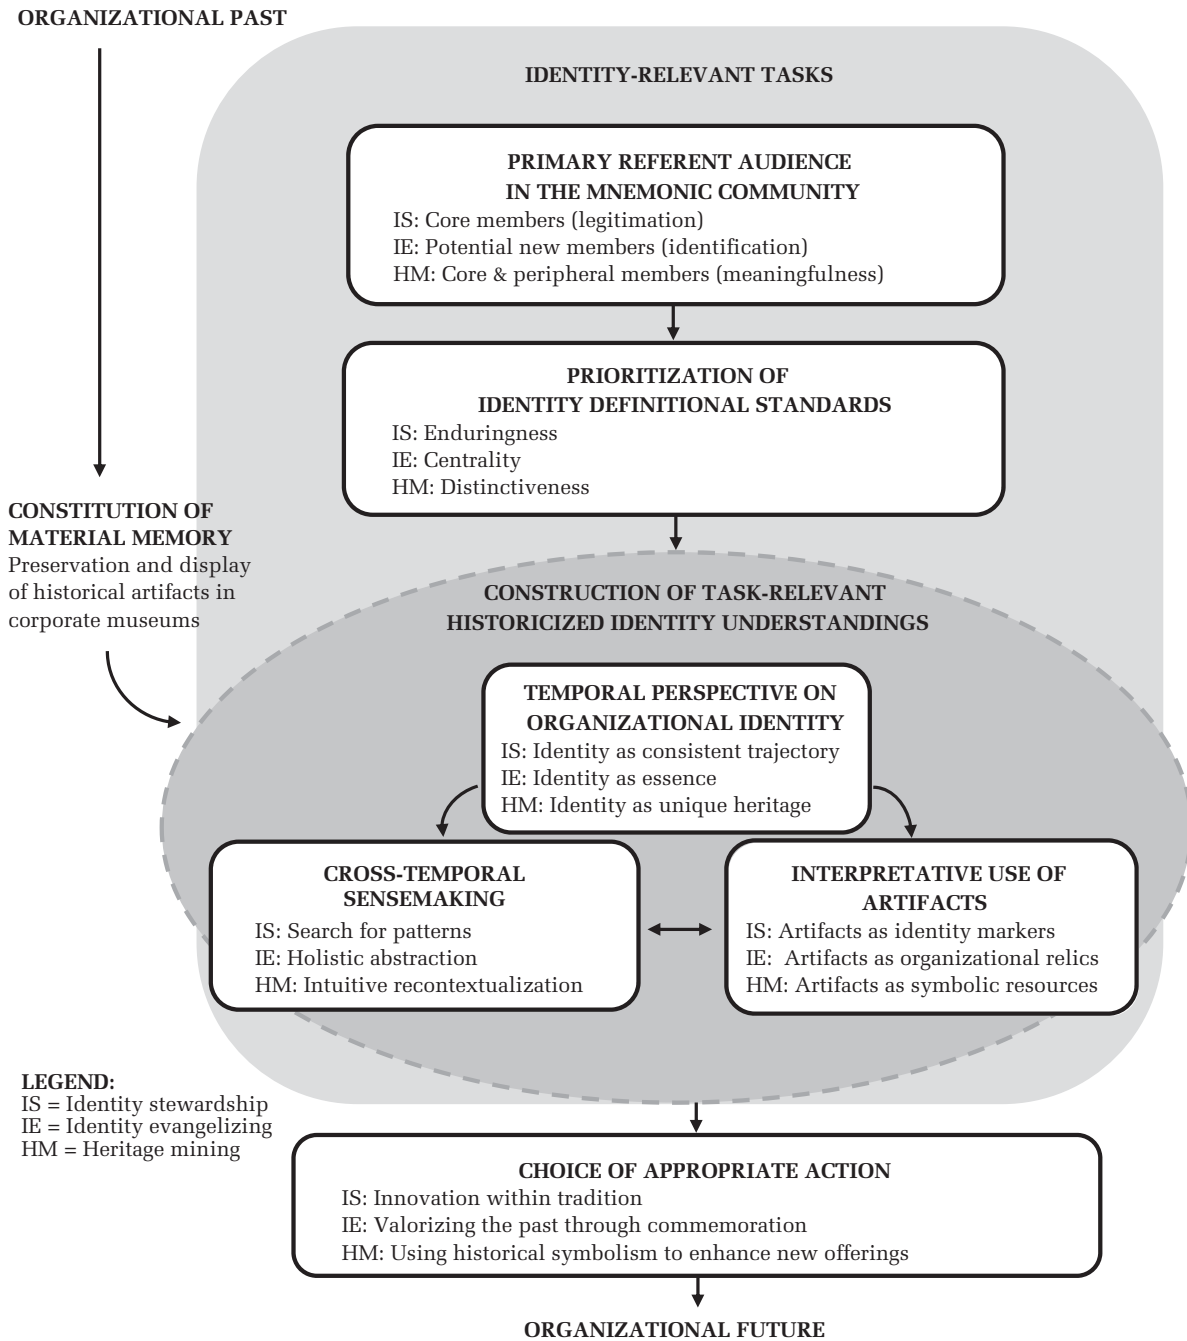 ORGANIZATIONAL PAST
IDENTITY-RELEVANT TASKS
PRIMARY REFERENT AUDIENCE
IN THE MNEMONIC COMMUNITY
IS: Core members (legitimation)
IE: Potential new members (identification)
HM: Core & peripheral members (meaningfulness)
PRIORITIZATION OF
IDENTITY DEFINITIONAL STANDARDS
IS: Enduringness
IE: Centrality
HM: Distinctiveness
CONSTITUTION OF
MATERIAL MEMORY
Preservation and display
of historical artifacts in
corporate museums
CONSTRUCTION OF TASK-RELEVANT
HISTORICIZED IDENTITY UNDERSTANDINGS
TEMPORAL PERSPECTIVE ON
ORGANIZATIONAL IDENTITY
IS: Identity as consistent trajectory
IE: Identity as essence
HM: Identity as unique heritage
CROSS-TEMPORAL
SENSEMAKING
IS: Search for patterns
IE: Holistic abstraction
HM: Intuitive recontextualization
INTERPRETATIVE USE OF
ARTIFACTS
IS: Artifacts as identity markers
IE: Artifacts as organizational relics
HM: Artifacts as symbolic resources
LEGEND:
IS = Identity stewardship
IE = Identity evangelizing
HM = Heritage mining
CHOICE OF APPROPRIATE ACTION
IS: Innovation within tradition
IE: Valorizing the past through commemoration
HM: Using historical symbolism to enhance new offerings
ORGANIZATIONAL FUTURE